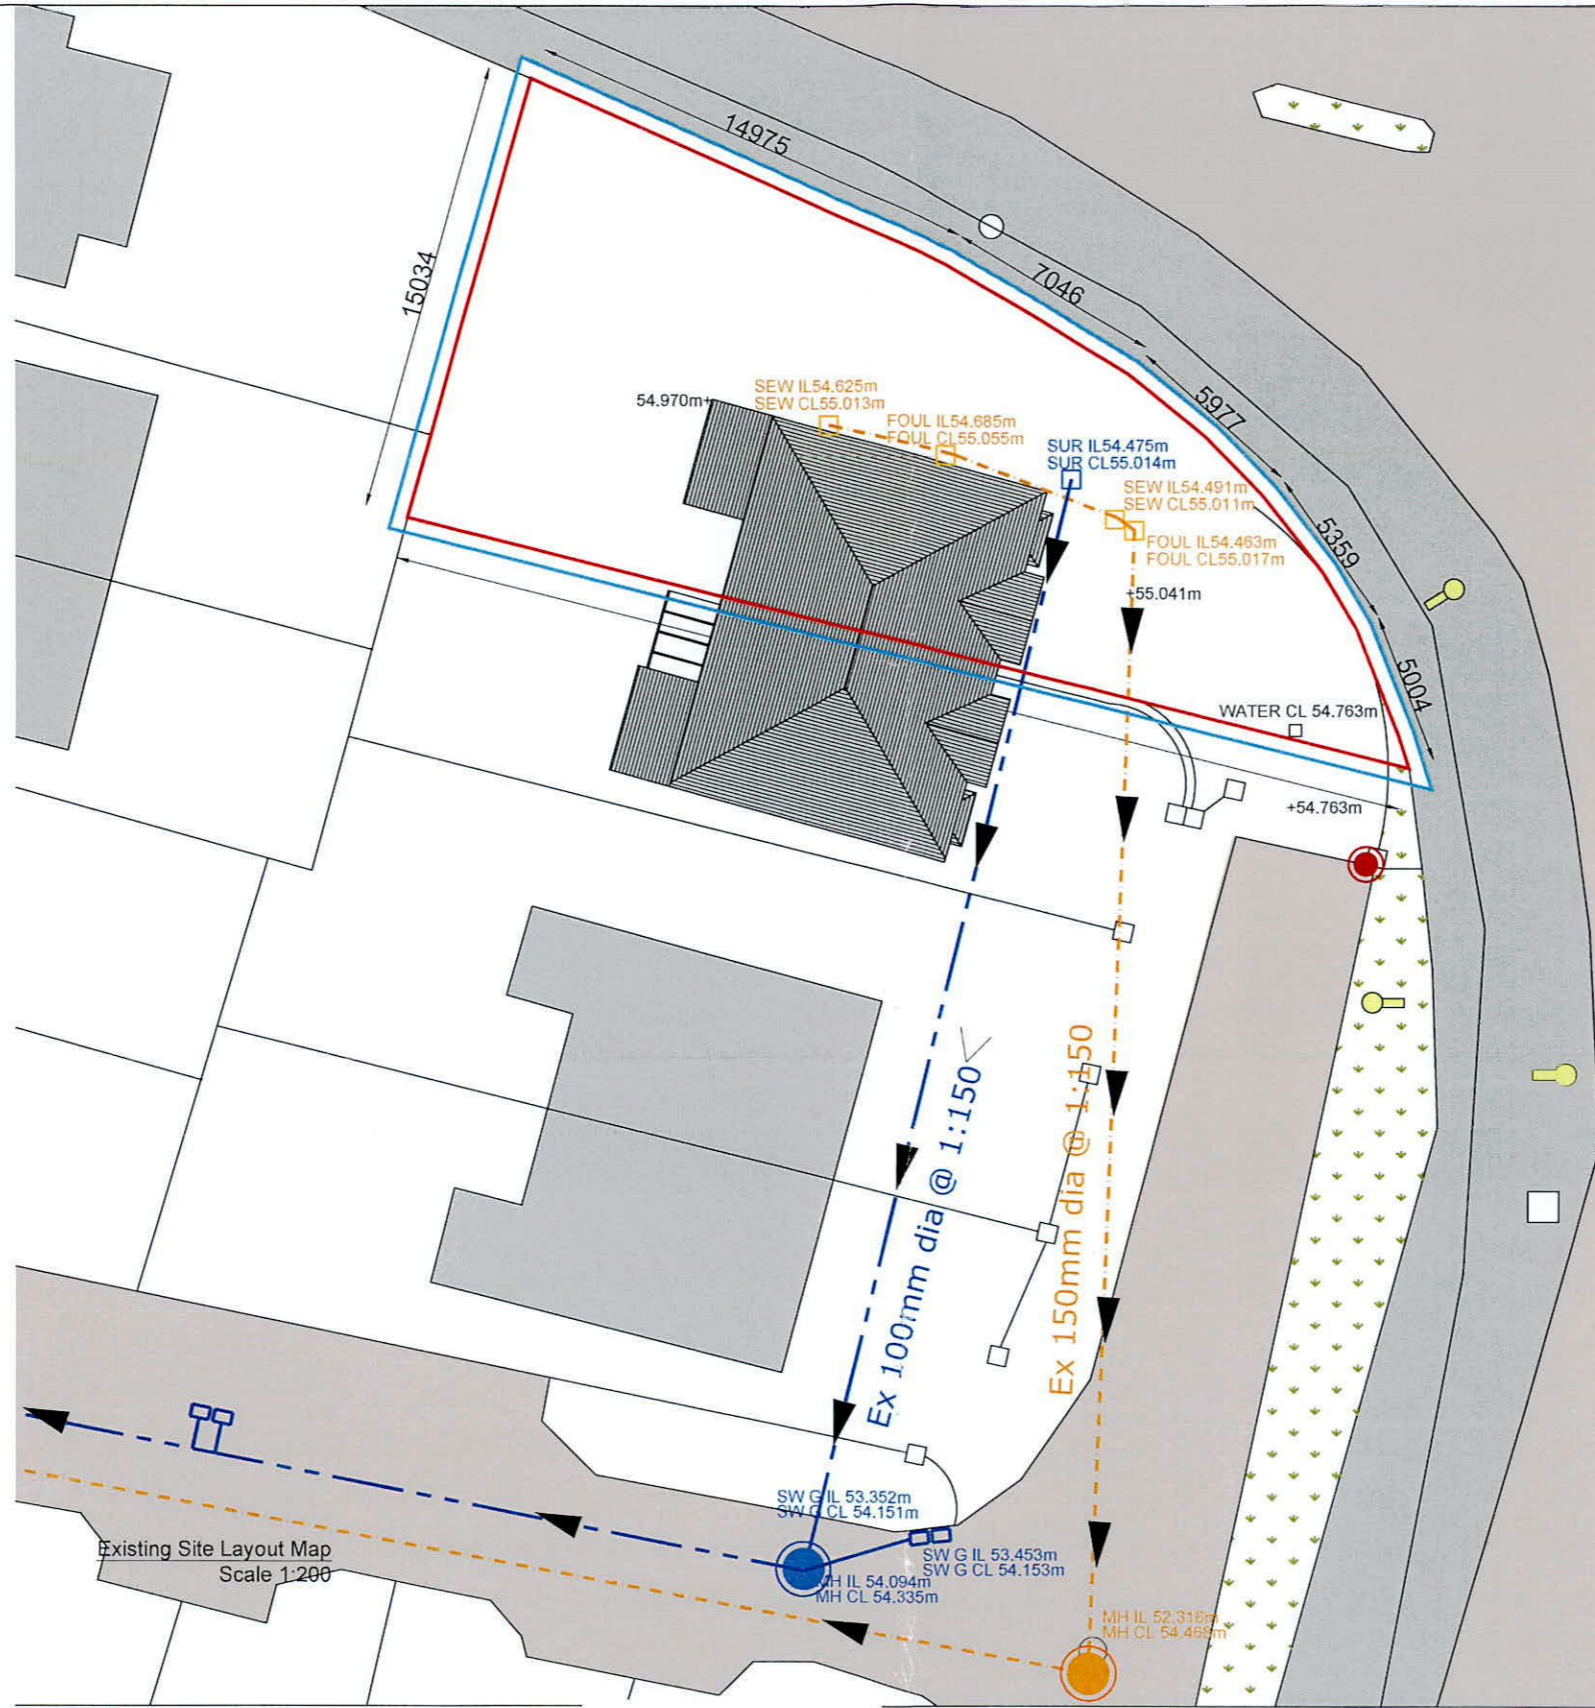 14975
15034
7046
5977
5359
5004
54.970m+
SEW IL54.625m
SEW CL55.013m
FOUL IL54.685m
FOUL CL55.055m
SUR IL54.475m
SUR CL55.014m
SEW IL54.491m
SEW CL55.011m
FOUL IL54.463m
FOUL CL55.017m
+55.041m
WATER CL 54.763m
+54.763m
Ex 100mm dia @ 1:150
Ex 150mm dia @ 1:150
SW G IL 53.352m
SW G CL 54.151m
SW G IL 53.453m
SW G CL 54.153m
MH IL 54.094m
MH CL 54.335m
MH IL 52.316m
MH CL 54.468m
Existing Site Layout Map
Scale 1:200